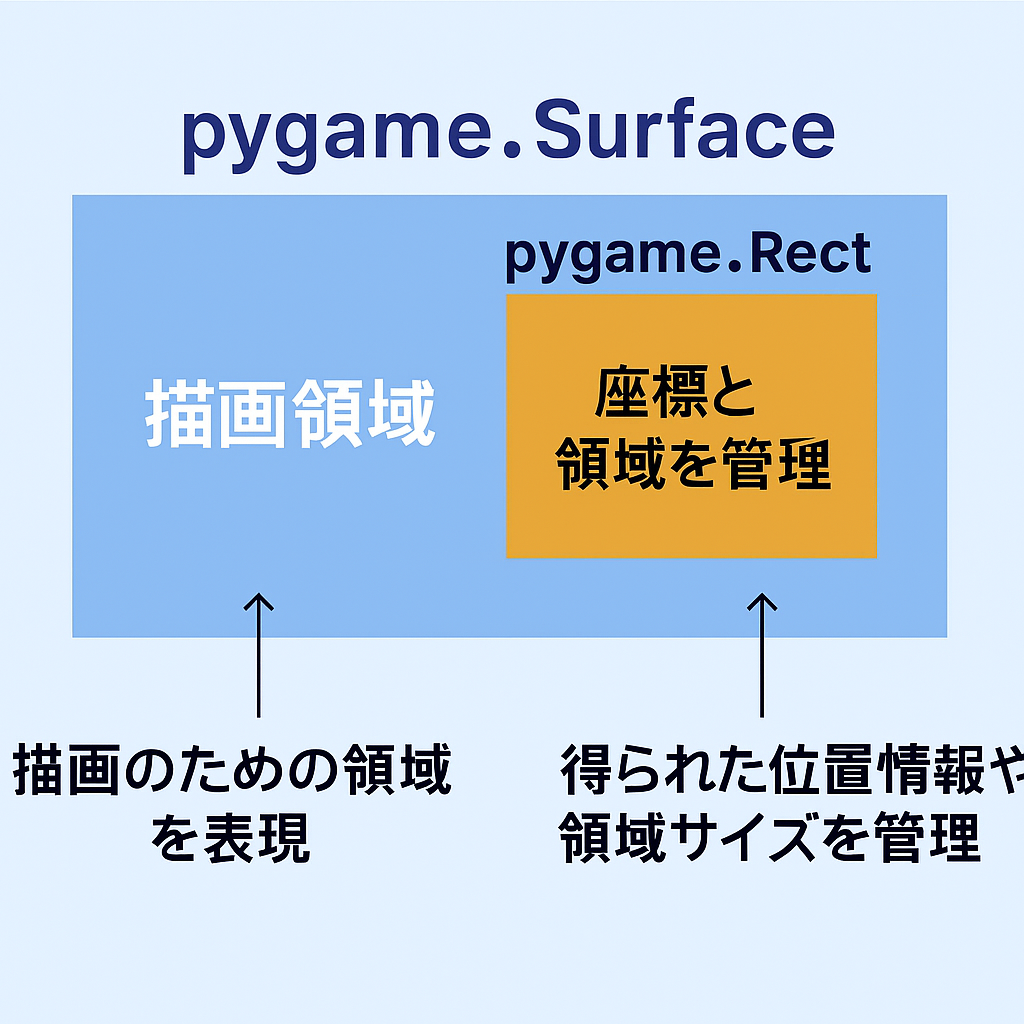 pygame.Surface
pygame.Rect
描画領域
座標と
領域を管理
描画のための領域
を表現
得られた位置情報や
領域サイズを管理